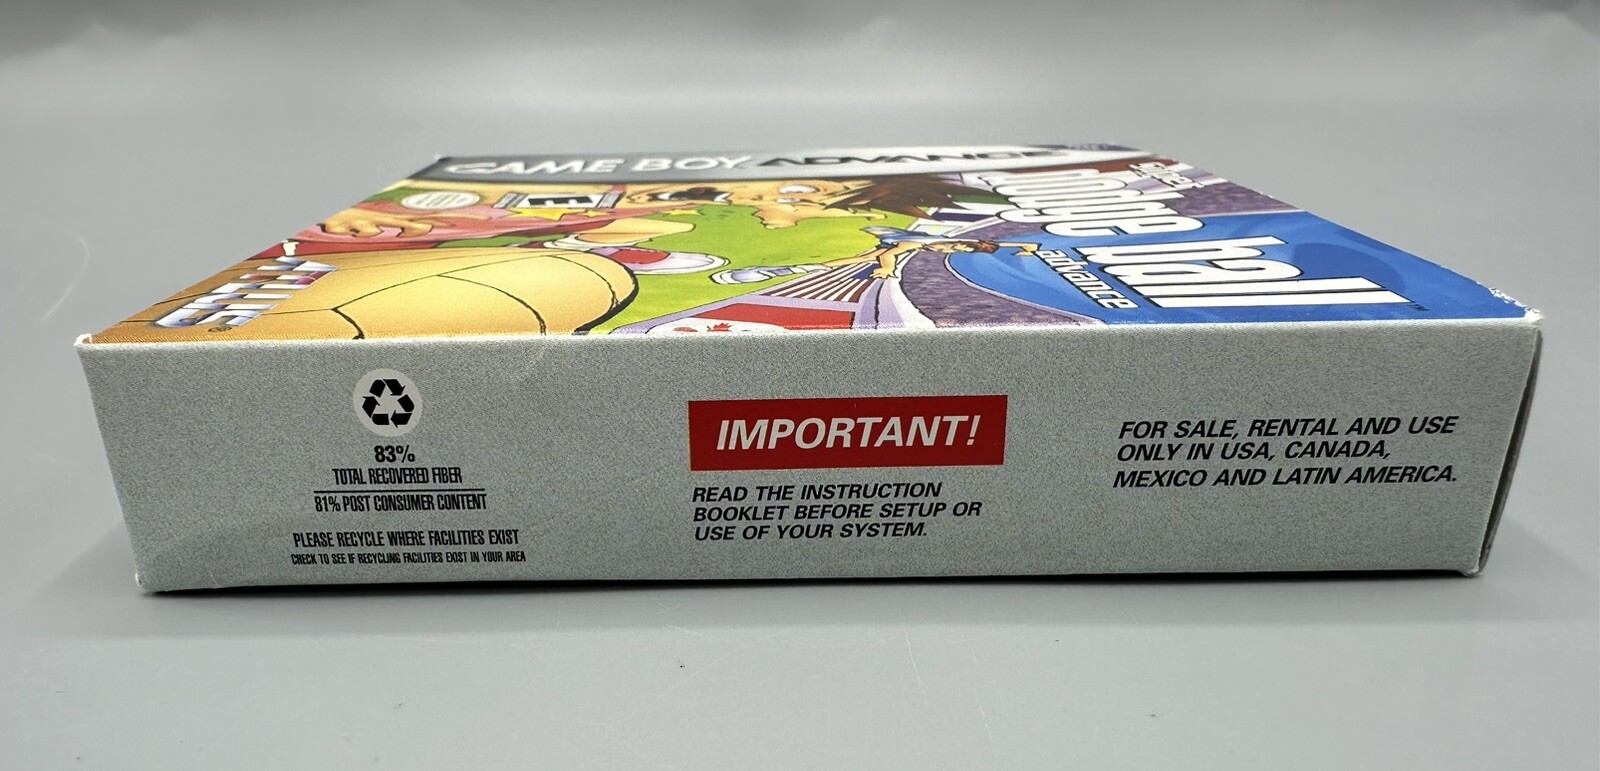 GAME BOY ADVANCE
super
dodge ball
advance
™
E
ATLUS
®
83%
TOTAL RECOVERED FIBER
81% POST CONSUMER CONTENT
PLEASE RECYCLE WHERE FACILITIES EXIST
CHECK TO SEE IF RECYCLING FACILITIES EXIST IN YOUR AREA
IMPORTANT!
READ THE INSTRUCTION
BOOKLET BEFORE SETUP OR
USE OF YOUR SYSTEM.
FOR SALE, RENTAL AND USE
ONLY IN USA, CANADA,
MEXICO AND LATIN AMERICA.